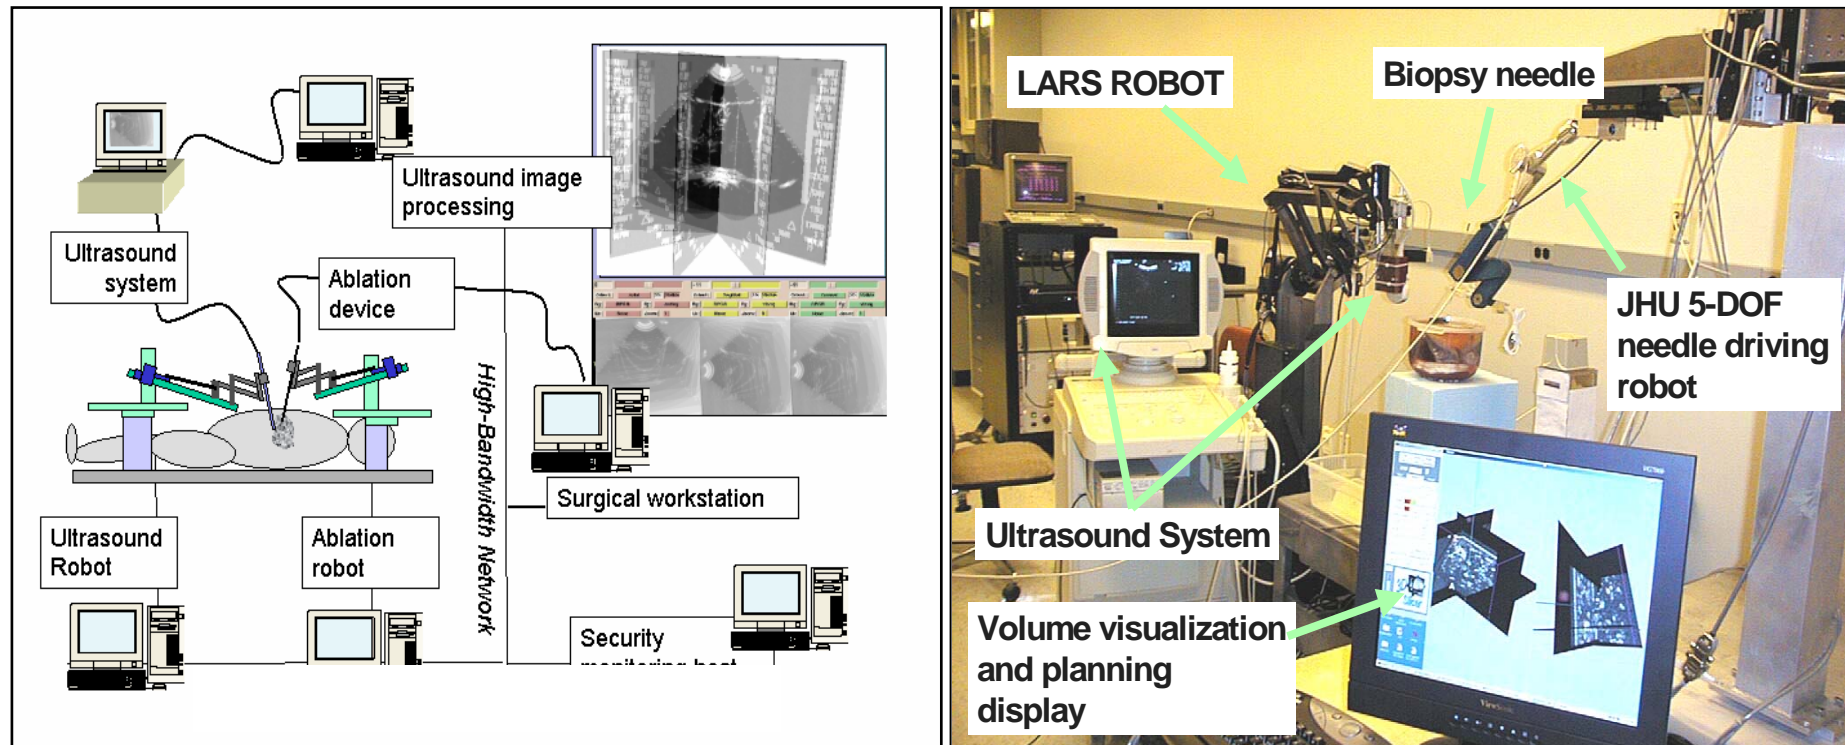 Ultrasound image
processing
Ultrasound
system
Ablation
device
High-Bandwidth Network
Surgical workstation
Ultrasound
Robot
Ablation
robot
Security
LARS ROBOT
Biopsy needle
JHU 5-DOF
needle driving
robot
Ultrasound System
Volume visualization
and planning
display
ViewSonic